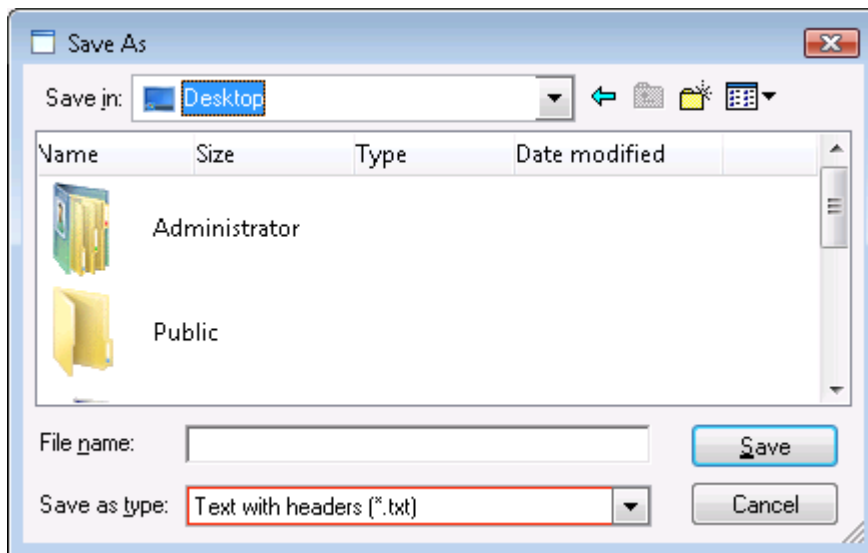 Save As
Save in: Desktop
Name Size Type Date modified
Administrator
Public
File name: Save
Save as type: Text with headers (*.txt) Cancel